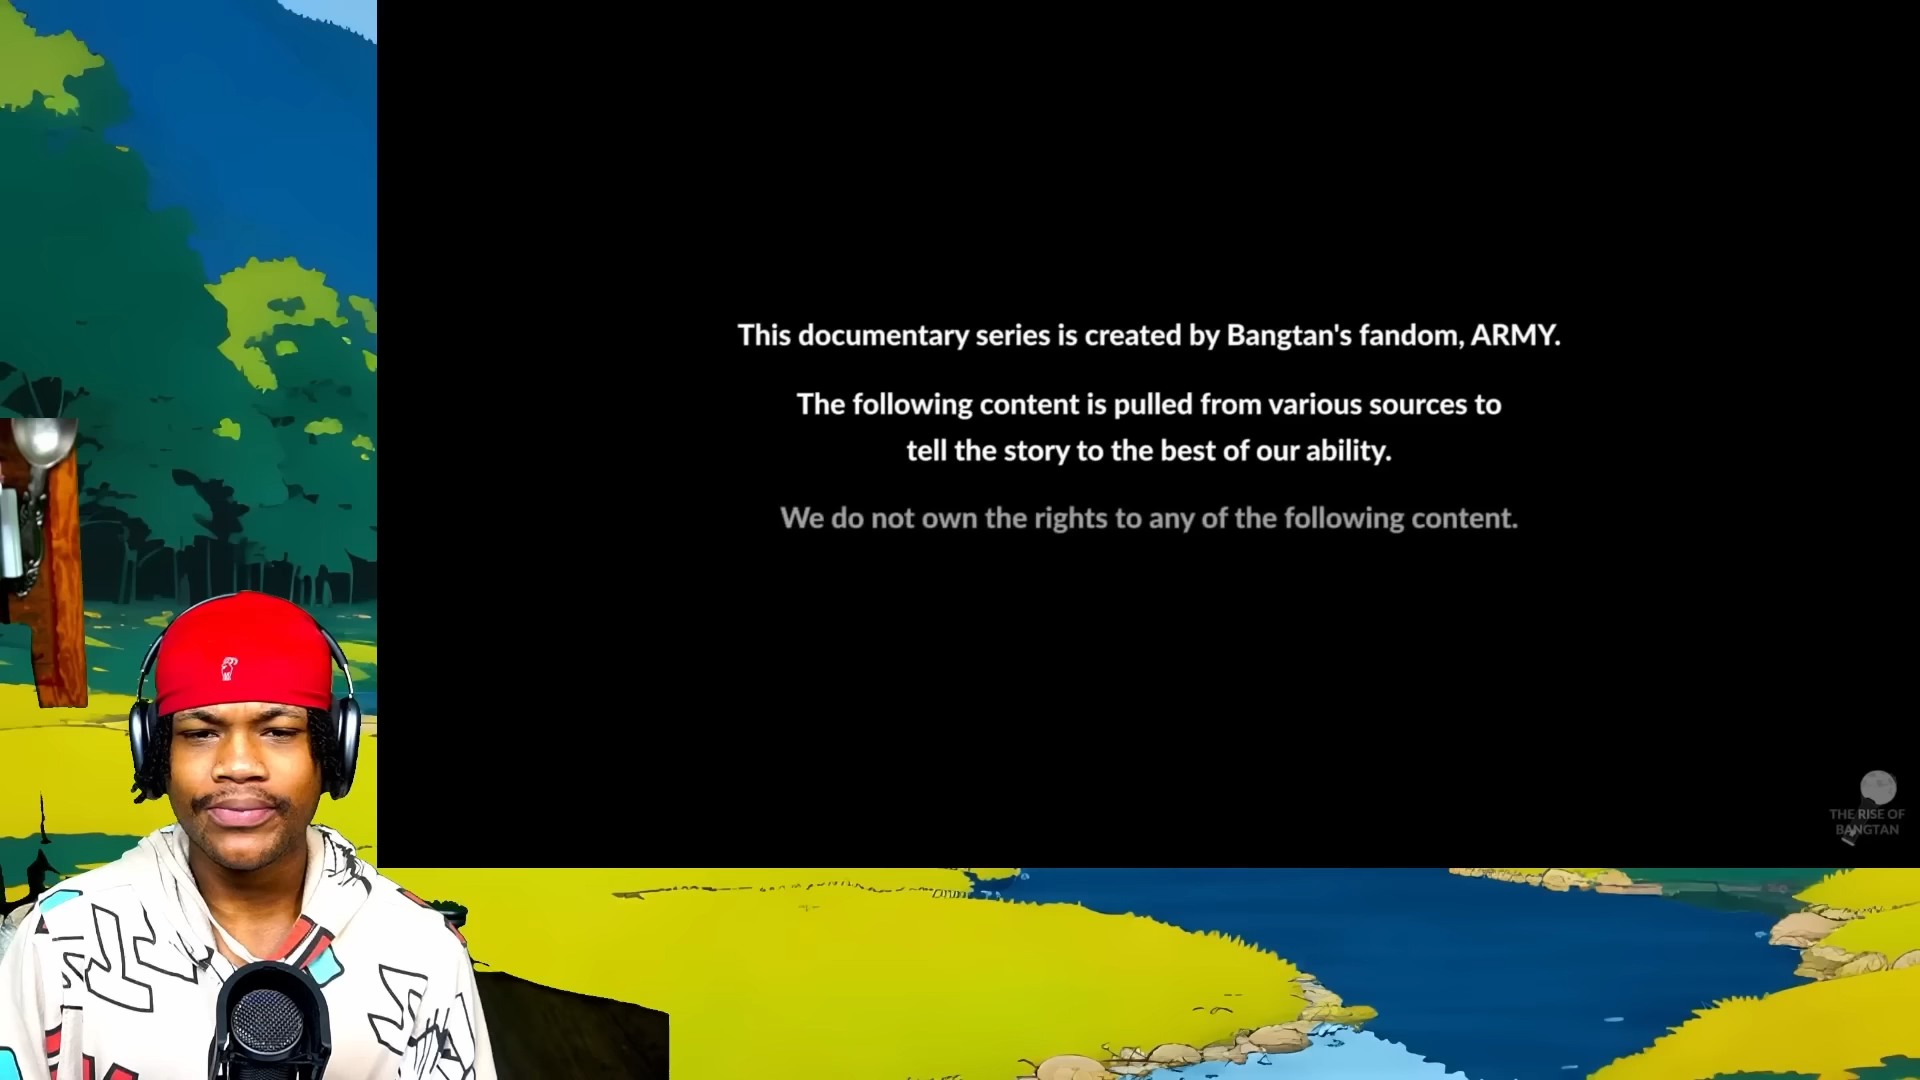 This documentary series is created by Bangtan's fandom, ARMY.
The following content is pulled from various sources to
tell the story to the best of our ability.
We do not own the rights to any of the following content.
THE RISE OF
BANGTAN